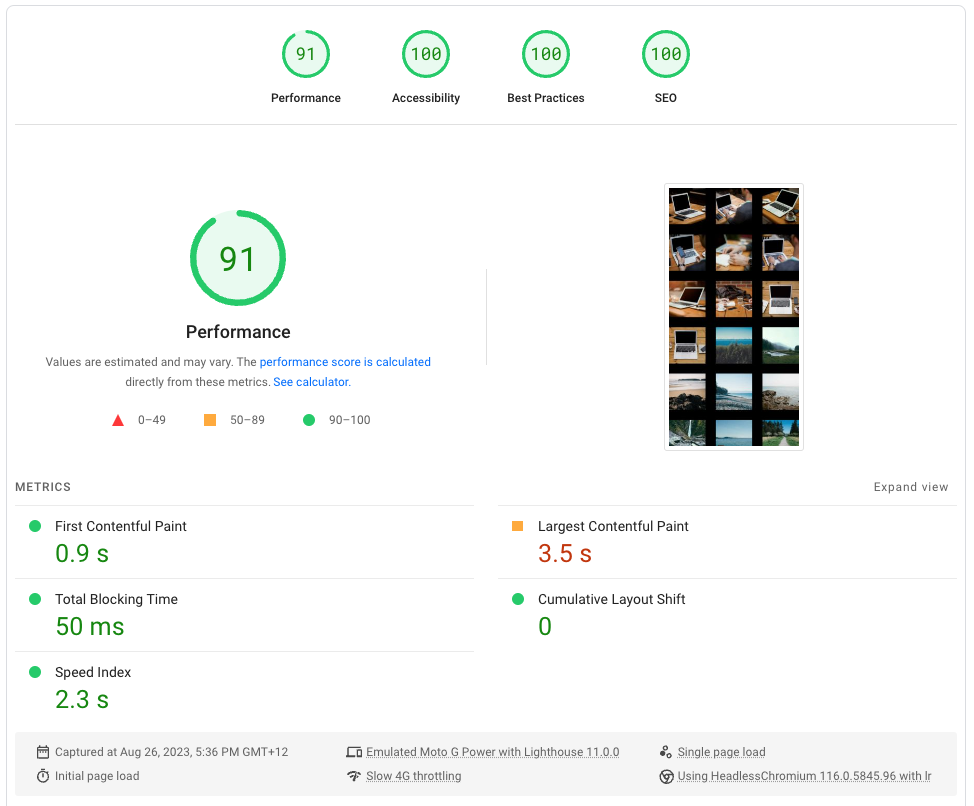 91
100
100
100
Performance
Accessibility
Best Practices
SEO
91
Performance
Values are estimated and may vary. The performance score is calculated
directly from these metrics. See calculator.
0–49
50–89
90–100
METRICS
Expand view
First Contentful Paint
0.9 s
Largest Contentful Paint
3.5 s
Total Blocking Time
50 ms
Cumulative Layout Shift
0
Speed Index
2.3 s
Captured at Aug 26, 2023, 5:36 PM GMT+12
Emulated Moto G Power with Lighthouse 11.0.0
Single page load
Initial page load
Slow 4G throttling
Using HeadlessChromium 116.0.5845.96 with lr